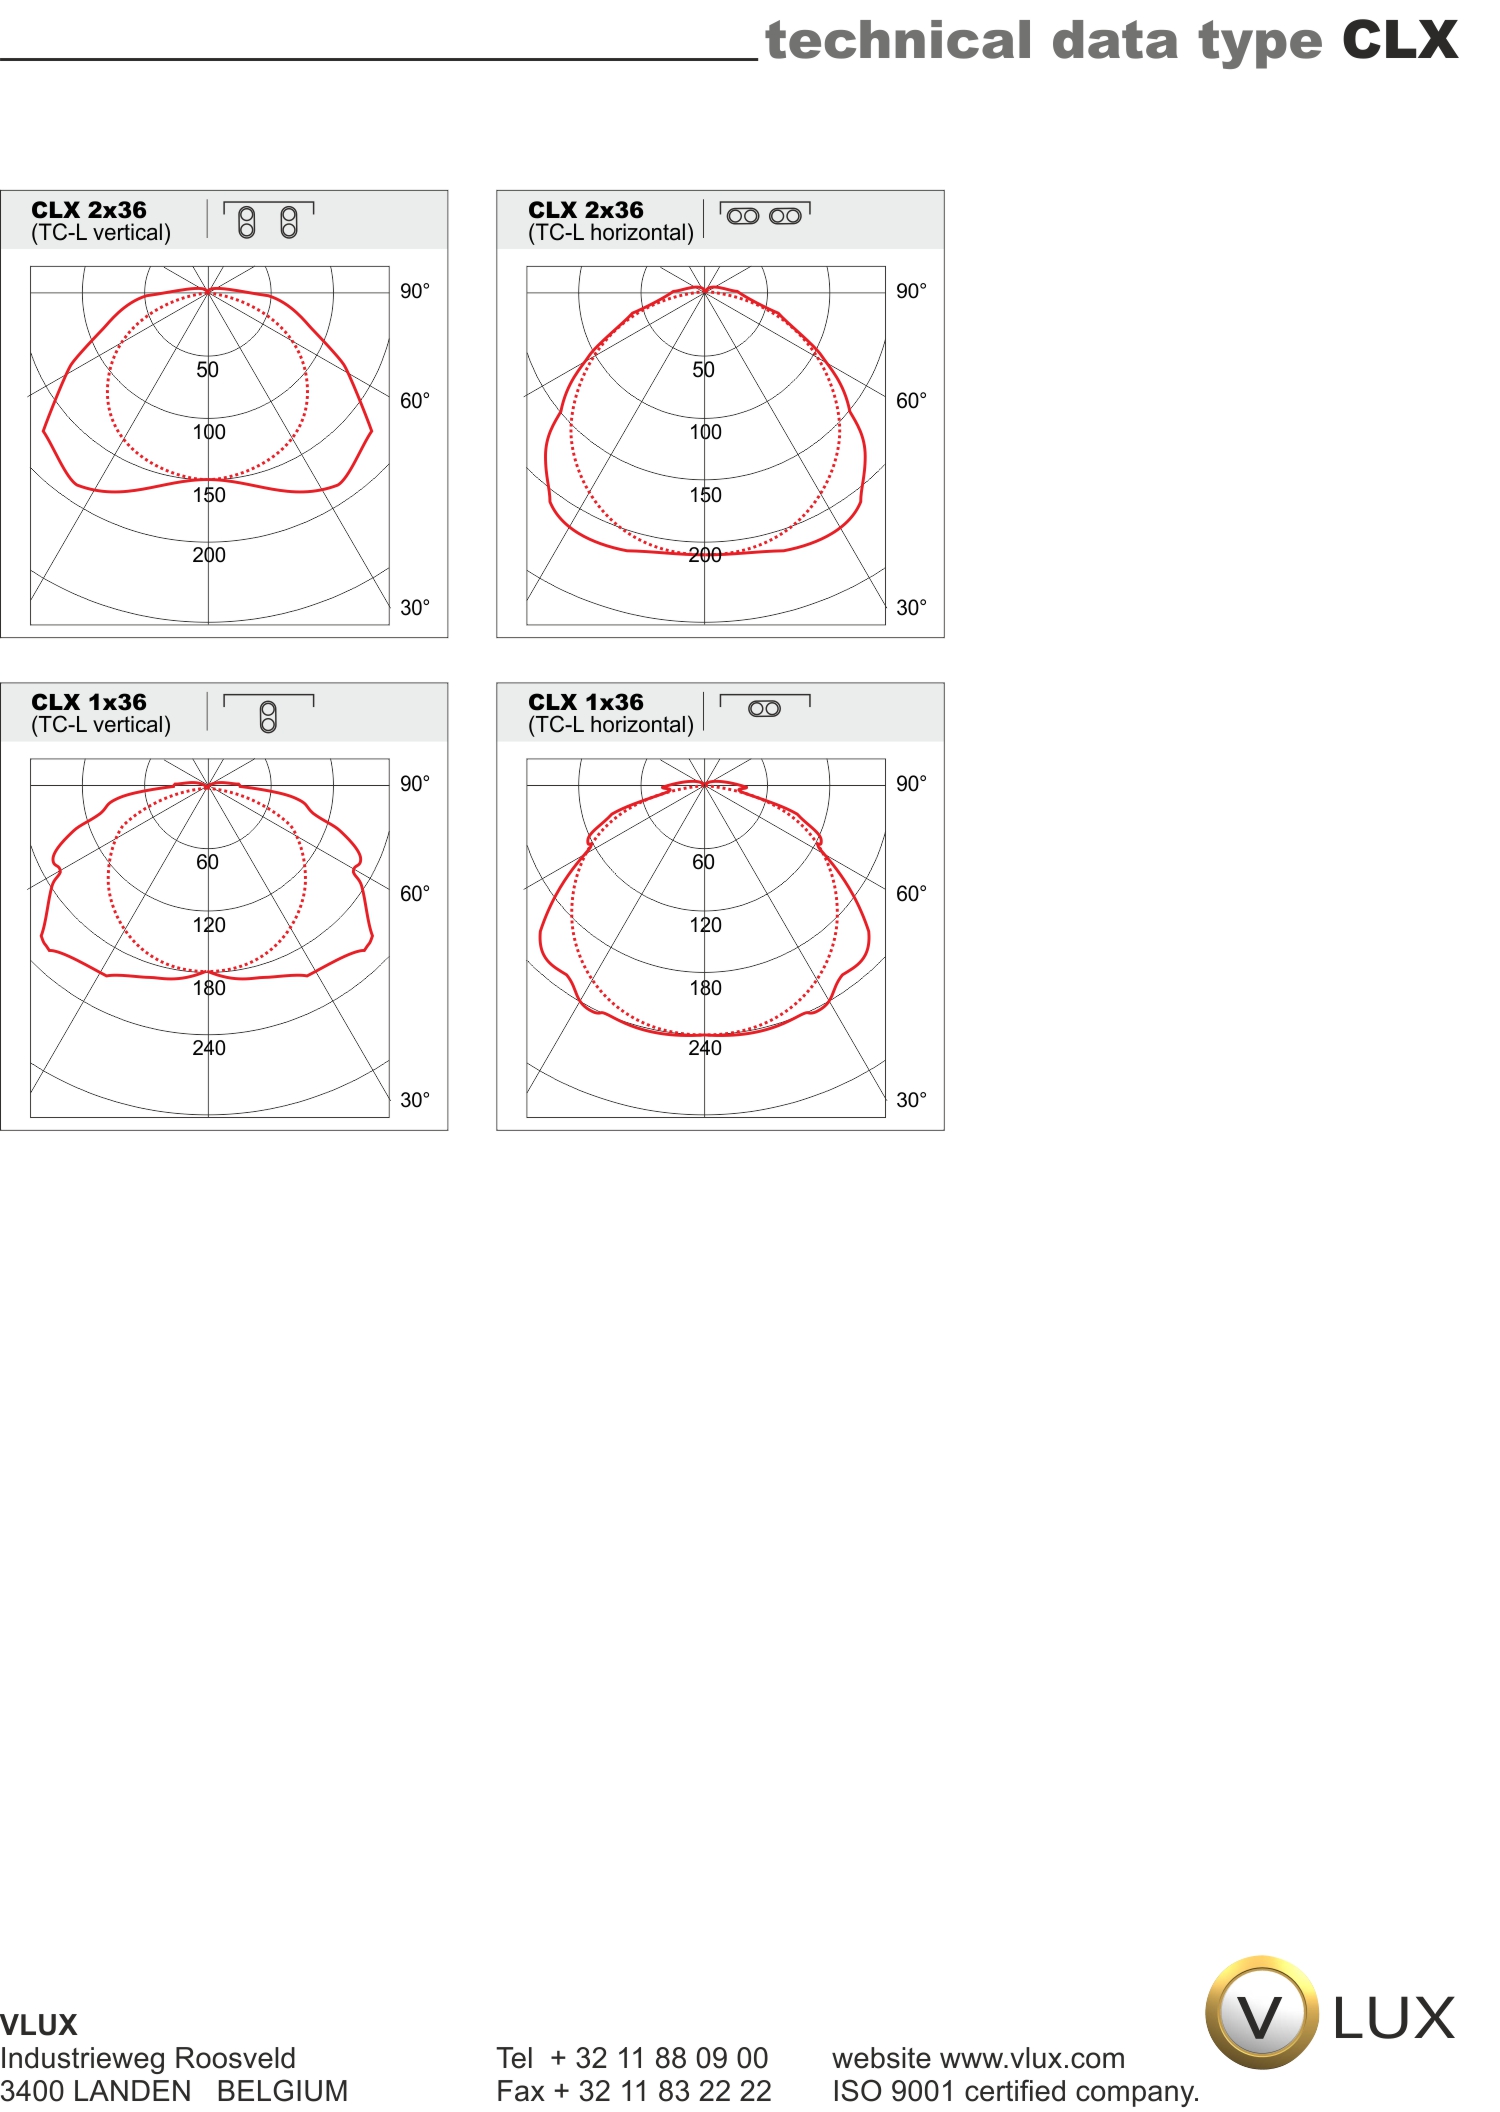 technical data type CLX
CLX 2x36
(TC-L vertical)
90°
60°
30°
50
100
150
200
CLX 2x36
(TC-L horizontal)
90°
60°
30°
50
100
150
200
CLX 1x36
(TC-L vertical)
90°
60°
30°
60
120
180
240
CLX 1x36
(TC-L horizontal)
90°
60°
30°
60
120
180
240
V LUX
VLUX
Industrieweg Roosveld
3400 LANDEN BELGIUM
Tel + 32 11 88 09 00
Fax + 32 11 83 22 22
website www.vlux.com
ISO 9001 certified company.